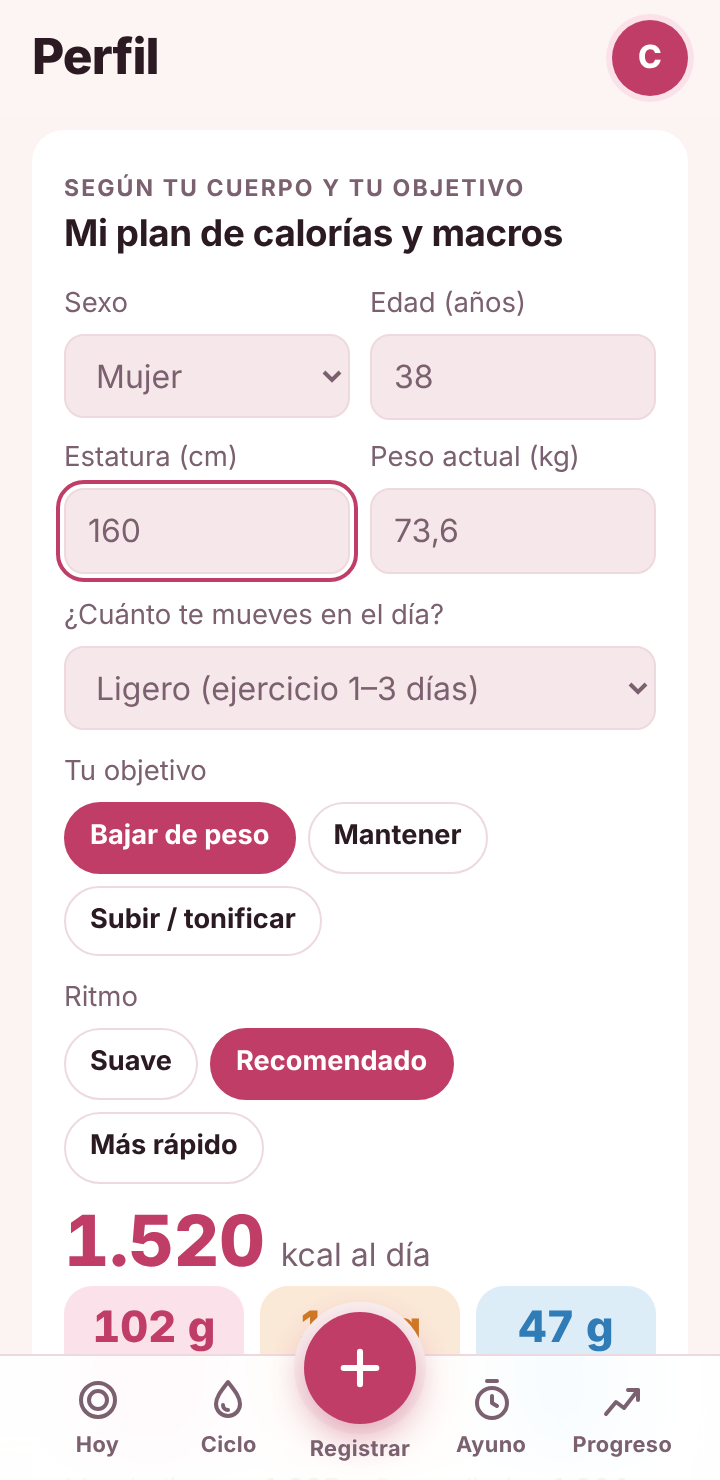 Perfil
C
SEGÚN TU CUERPO Y TU OBJETIVO
Mi plan de calorías y macros
Sexo
Edad (años)
Mujer
38
Estatura (cm)
Peso actual (kg)
160
73,6
¿Cuánto te mueves en el día?
Ligero (ejercicio 1–3 días)
Tu objetivo
Bajar de peso
Mantener
Subir / tonificar
Ritmo
Suave
Recomendado
Más rápido
1.520 kcal al día
102 g
47 g
Hoy
Ciclo
Registrar
Ayuno
Progreso